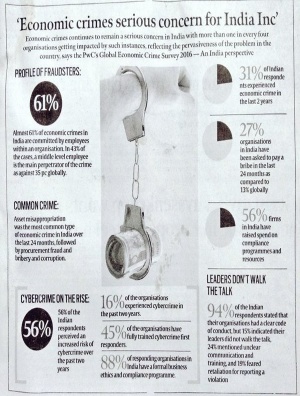 'Economic crimes serious concern for India Inc'
Economic crimes continues to remain a serious concern in India with more than one in every four
organisations getting impacted by such instances, reflecting the pervasiveness of the problem in the
country, says the PwC's Global Economic Crime Survey 2016 — An India perspective
PROFILE OF FRAUDSTERS:
61%
Almost 61% of economic crimes in
India are committed by employees
within an organisation. In 43% of
the cases, a middle level employee
is the main perpetrator of the crime
as against 35 pc globally.
COMMON CRIME:
Asset misappropriation
was the most common type
of economic crime in India over
the last 24 months, followed
by procurement fraud and
bribery and corruption.
CYBERCRIME ON THE RISE:
56%
56% of the
Indian
respondents
perceived an
increased risk of
cybercrime over
the past two
years
16% of the organisations
experienced cybercrime in
the past two years.
45% of the organisations have
fully trained cybercrime first
responders.
88% of responding organisations in
India have a formal business
ethics and compliance programme.
31% of Indian
responde
nts experienced
economic crime in
the last 2 years
27%
organisations
in India have
been asked to pay a
bribe in the last
24 months as
compared to
13% globally
56% firms
in India have
raised spend on
compliance
programmes and
resources
LEADERS DON'T WALK
THE TALK
94% of the Indian
respondents stated that
their organisations had a clear code
of conduct, but 15% indicated their
leaders did not walk the talk,
24% mentioned unclear
communication and
training, and 19% feared
retaliation for reporting a
violation